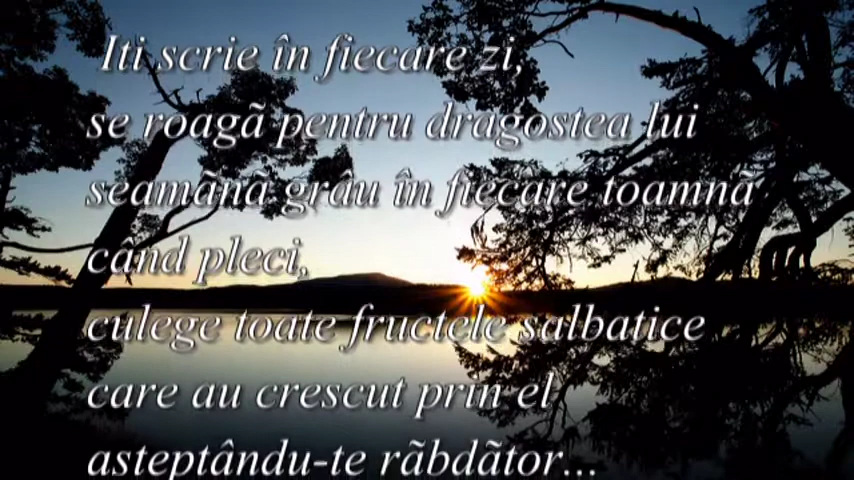 Iti scrie în fiecare zi,
se roagã pentru dragostea lui
seamãnã grâu în fiecare toamnã
când pleci,
culege toate fructele salbatice
care au crescut prin el
asteptându-te rãbdãtor...